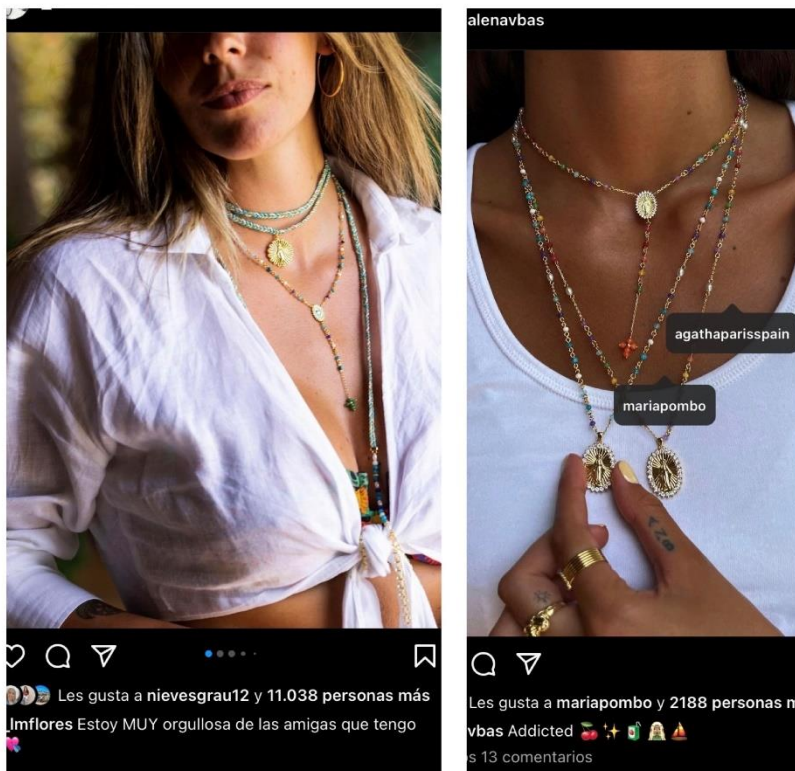 Les gusta a nievesgrau12 y 11.038 personas más
_lmflores Estoy MUY orgullosa de las amigas que tengo
alenavbas
agathaparisspain
mariapombo
Les gusta a mariapombo y 2188 personas m
vbas Addicted
s 13 comentarios